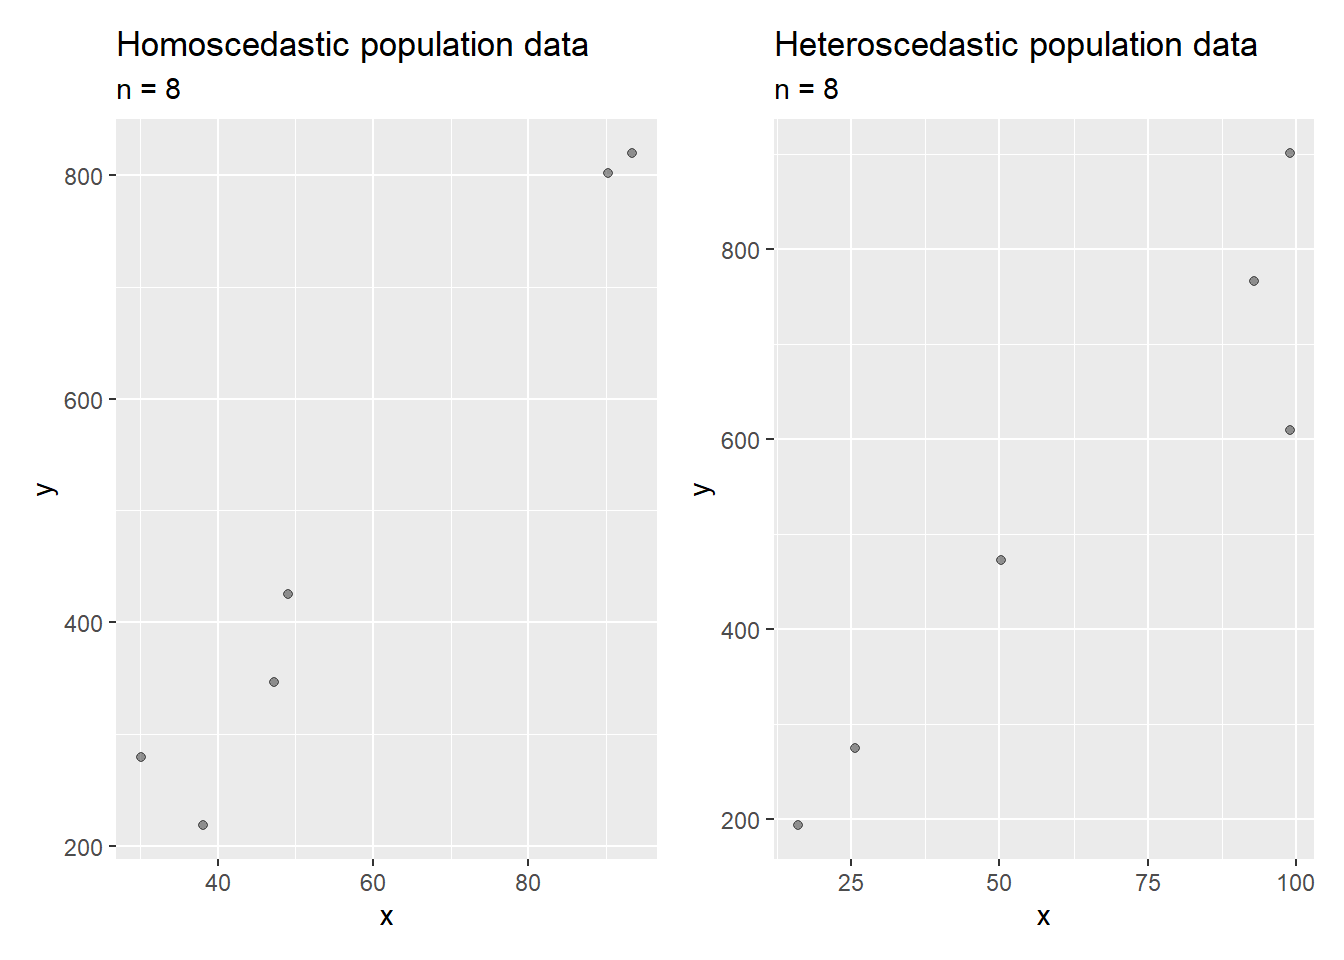 Homoscedastic population data
n = 8
800
600
400
200
y
40 60 80
x
Heteroscedastic population data
n = 8
800
600
400
200
y
25 50 75 100
x